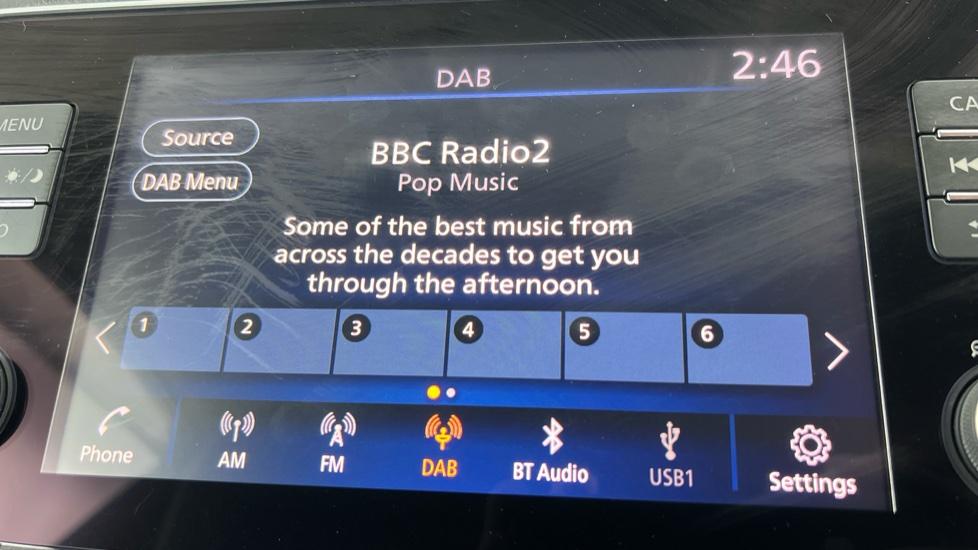 DAB
2:46
MENU
Source
BBC Radio2
DAB Menu
Pop Music
Some of the best music from
across the decades to get you
through the afternoon.
1 2 3 4 5 6
Phone
AM
FM
DAB
BT Audio
USB1
Settings
CA